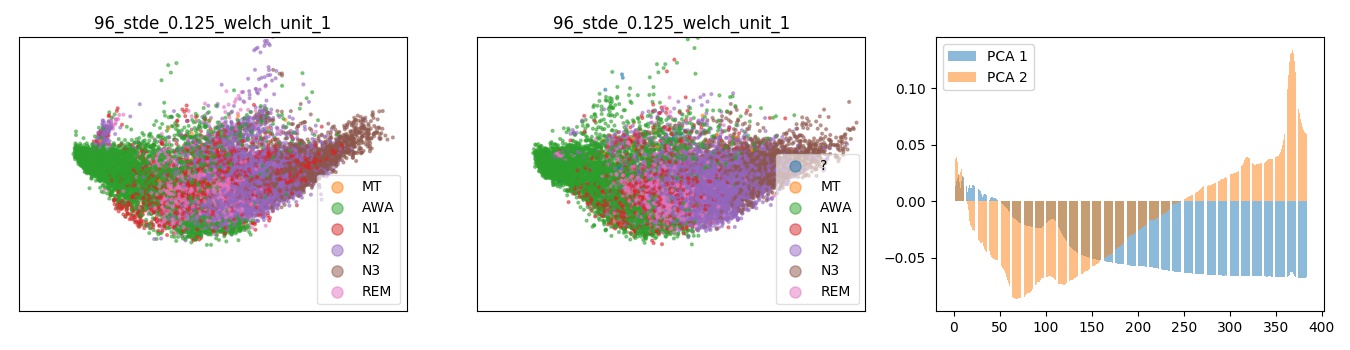 96_stde_0.125_welch_unit_1
MT
AWA
N1
N2
N3
REM
96_stde_0.125_welch_unit_1
?
MT
AWA
N1
N2
N3
REM
PCA 1
PCA 2
0.10
0.05
0.00
−0.05
0 50 100 150 200 250 300 350 400